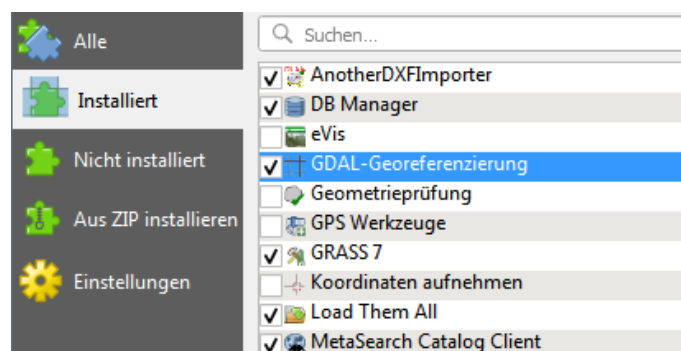 Alle
Installiert
Nicht installiert
Aus ZIP installieren
Einstellungen
Suchen...
AnotherDXFImporter
DB Manager
eVis
GDAL-Georeferenzierung
Geometrieprüfung
GPS Werkzeuge
GRASS 7
Koordinaten aufnehmen
Load Them All
MetaSearch Catalog Client